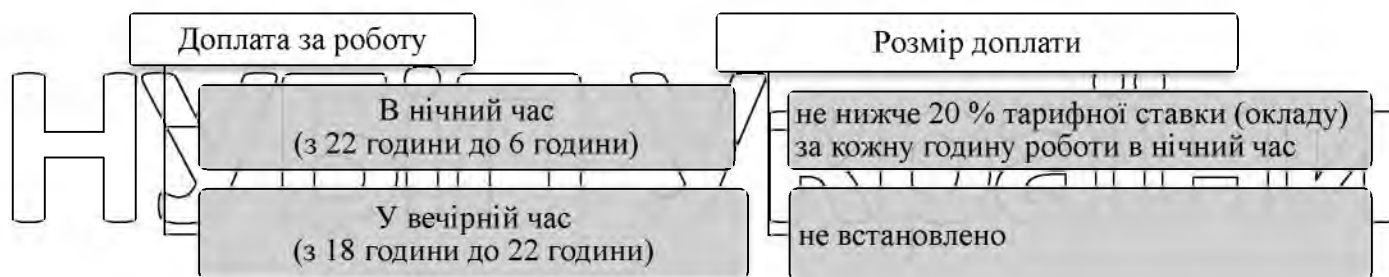 Доплата за роботу
Розмір доплати
В нічний час
(з 22 години до 6 години)
не нижче 20 % тарифної ставки (окладу)
за кожну годину роботи в нічний час
У вечірній час
(з 18 години до 22 години)
не встановлено